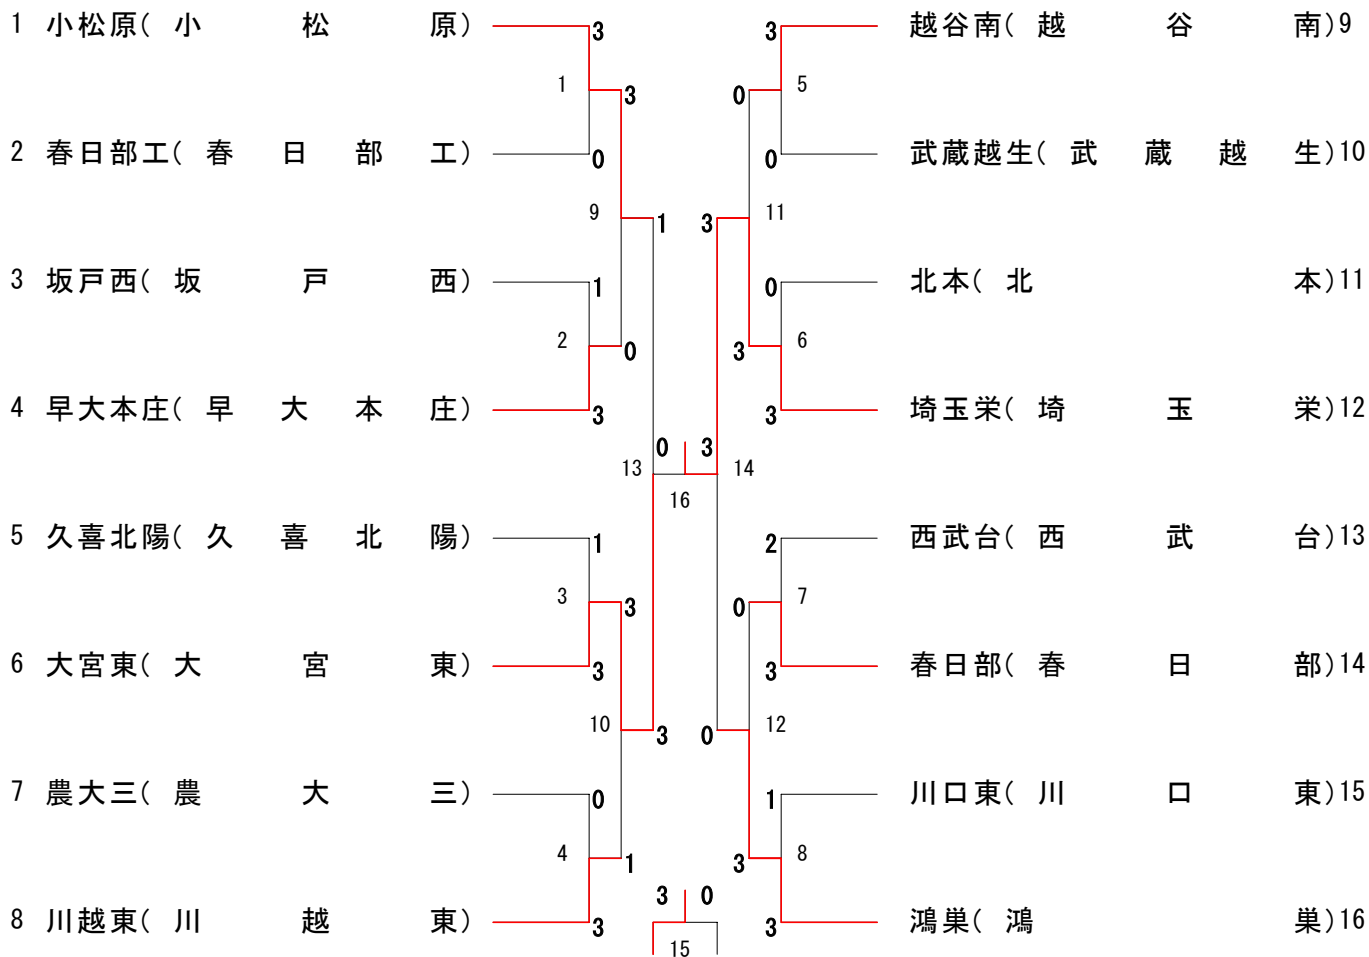 1 小松原(小松原) 3 3 越谷南(越谷南)9
1 3 0 5
2 春日部工(春日部工) 0 0 武蔵越生(武蔵越生)10
9 1 3 11
3 坂戸西(坂戸西) 1 0 北本(北本)11
2 0 3 6
4 早大本庄(早大本庄) 3 3 埼玉栄(埼玉栄)12
0 3
13 14
16
5 久喜北陽(久喜北陽) 1 2 西武台(西武台)13
3 3 0 7
6 大宮東(大宮東) 3 3 春日部(春日部)14
10 3 0 12
7 農大三(農大三) 0 1 川口東(川口東)15
4 1 3 8
3 0
8 川越東(川越東) 3 3 鴻巣(鴻巣)16
15